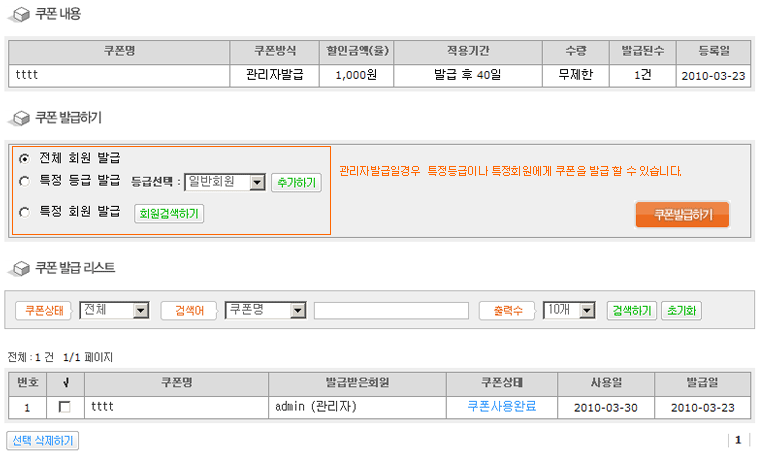 쿠폰 내용
쿠폰명 쿠폰방식 할인금액(율) 적용기간 수량 발급된수 등록일
tttt 관리자발급 1,000원 발급 후 40일 무제한 1건 2010-03-23
쿠폰 발급하기
전체 회원 발급
특정 등급 발급 등급선택 : 일반회원 추가하기
관리자발급일경우 특정등급이나 특정회원에게 쿠폰을 발급 할 수 있습니다.
특정 회원 발급 회원검색하기
쿠폰발급하기
쿠폰 발급 리스트
쿠폰상태 전체 검색어 쿠폰명 출력수 10개 검색하기 초기화
전체 : 1 건 1/1 페이지
번호 √ 쿠폰명 발급받은회원 쿠폰상태 사용일 발급일
1 tttt admin (관리자) 쿠폰사용완료 2010-03-30 2010-03-23
선택 삭제하기 1